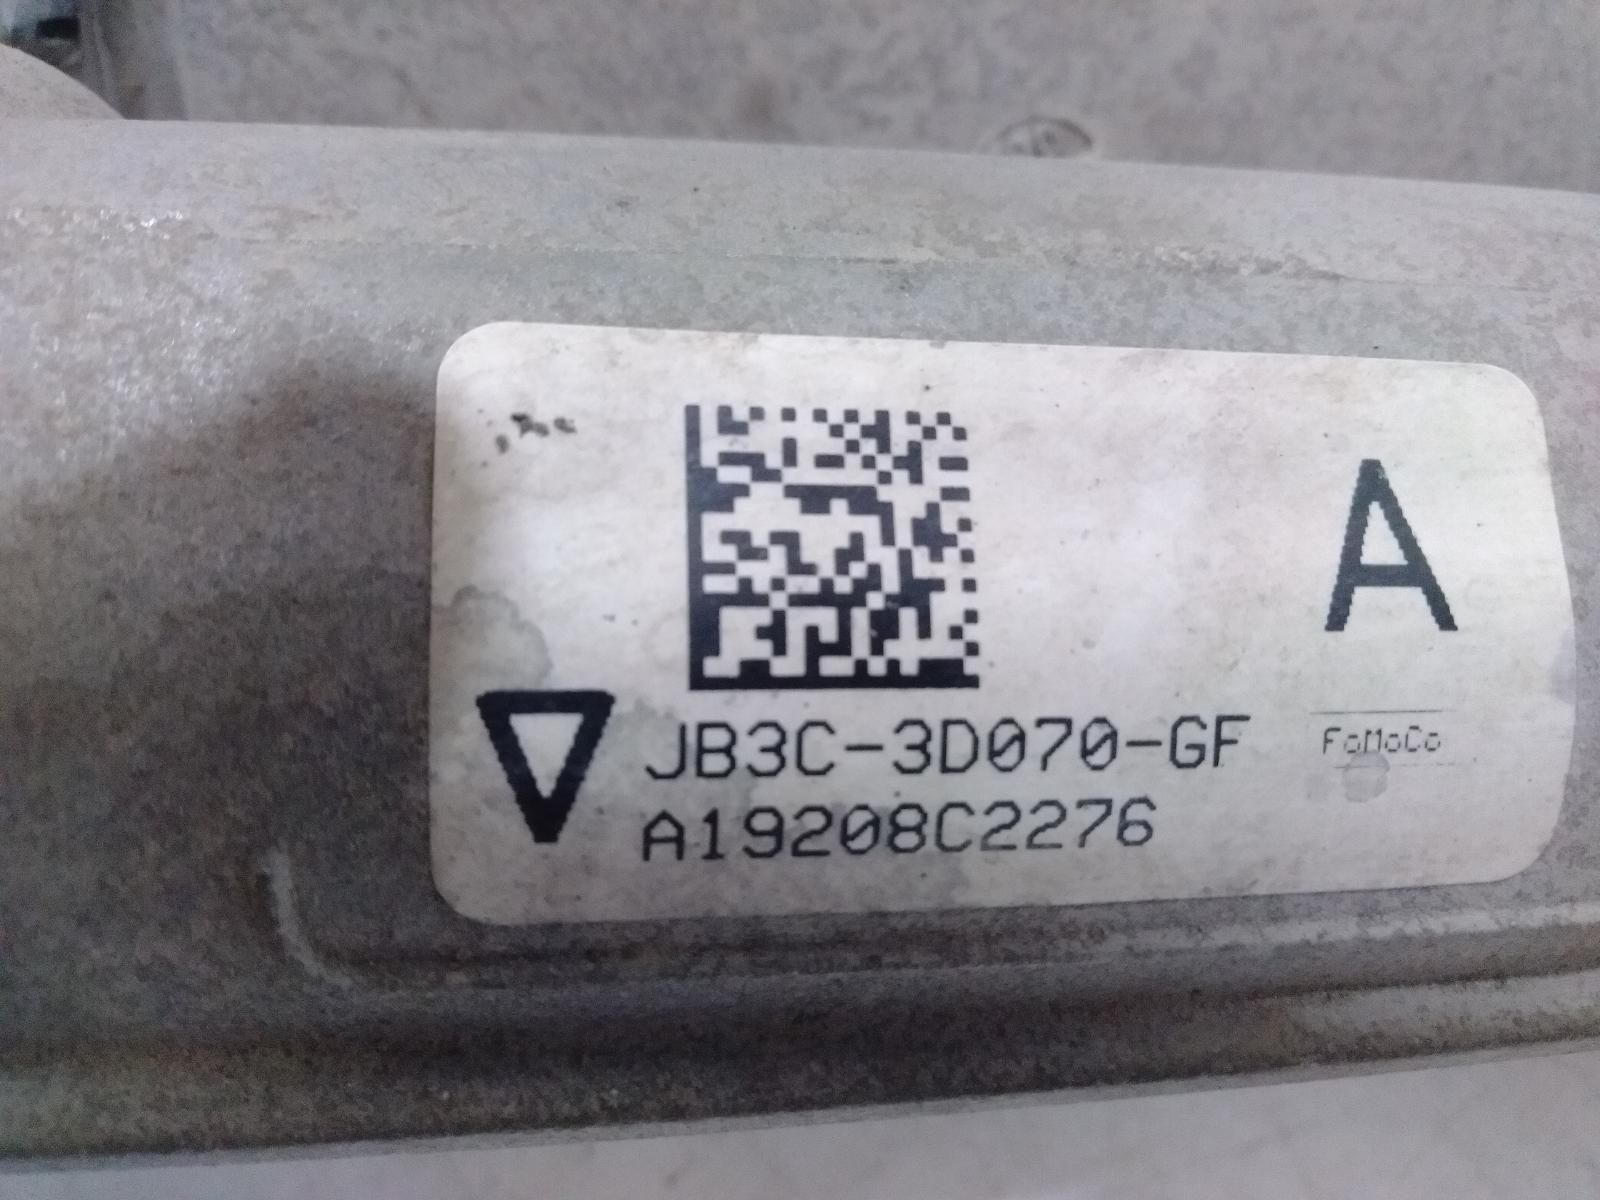 A
JB3C-3D070-GF
FoMoCo
A19208C2276